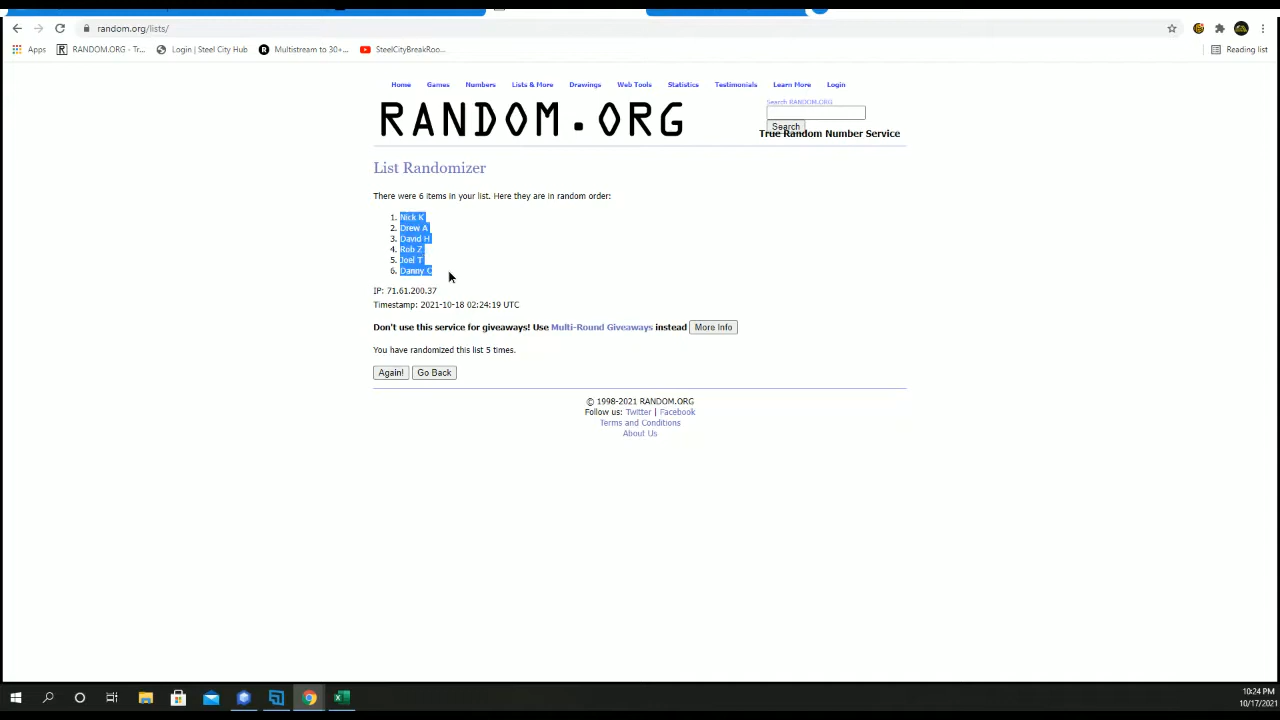 random.org/lists/
Apps
RANDOM.ORG - Tr...
Login | Steel City Hub
Multistream to 30+...
SteelCityBreakRoo...
Reading list
Home Games Numbers Lists & More Drawings Web Tools Statistics Testimonials Learn More Login
RANDOM.ORG
Search RANDOM.ORG
Search
True Random Number Service
List Randomizer
There were 6 items in your list. Here they are in random order:
1. Nick K
2. Drew A
3. David H
4. Rob Z
5. Joel T
6. Danny
IP: 71.61.200.37
Timestamp: 2021-10-18 02:24:19 UTC
Don't use this service for giveaways! Use Multi-Round Giveaways instead More Info
You have randomized this list 5 times.
Again! Go Back
© 1998-2021 RANDOM.ORG
Follow us: Twitter | Facebook
Terms and Conditions
About Us
10:24 PM
10/17/2021